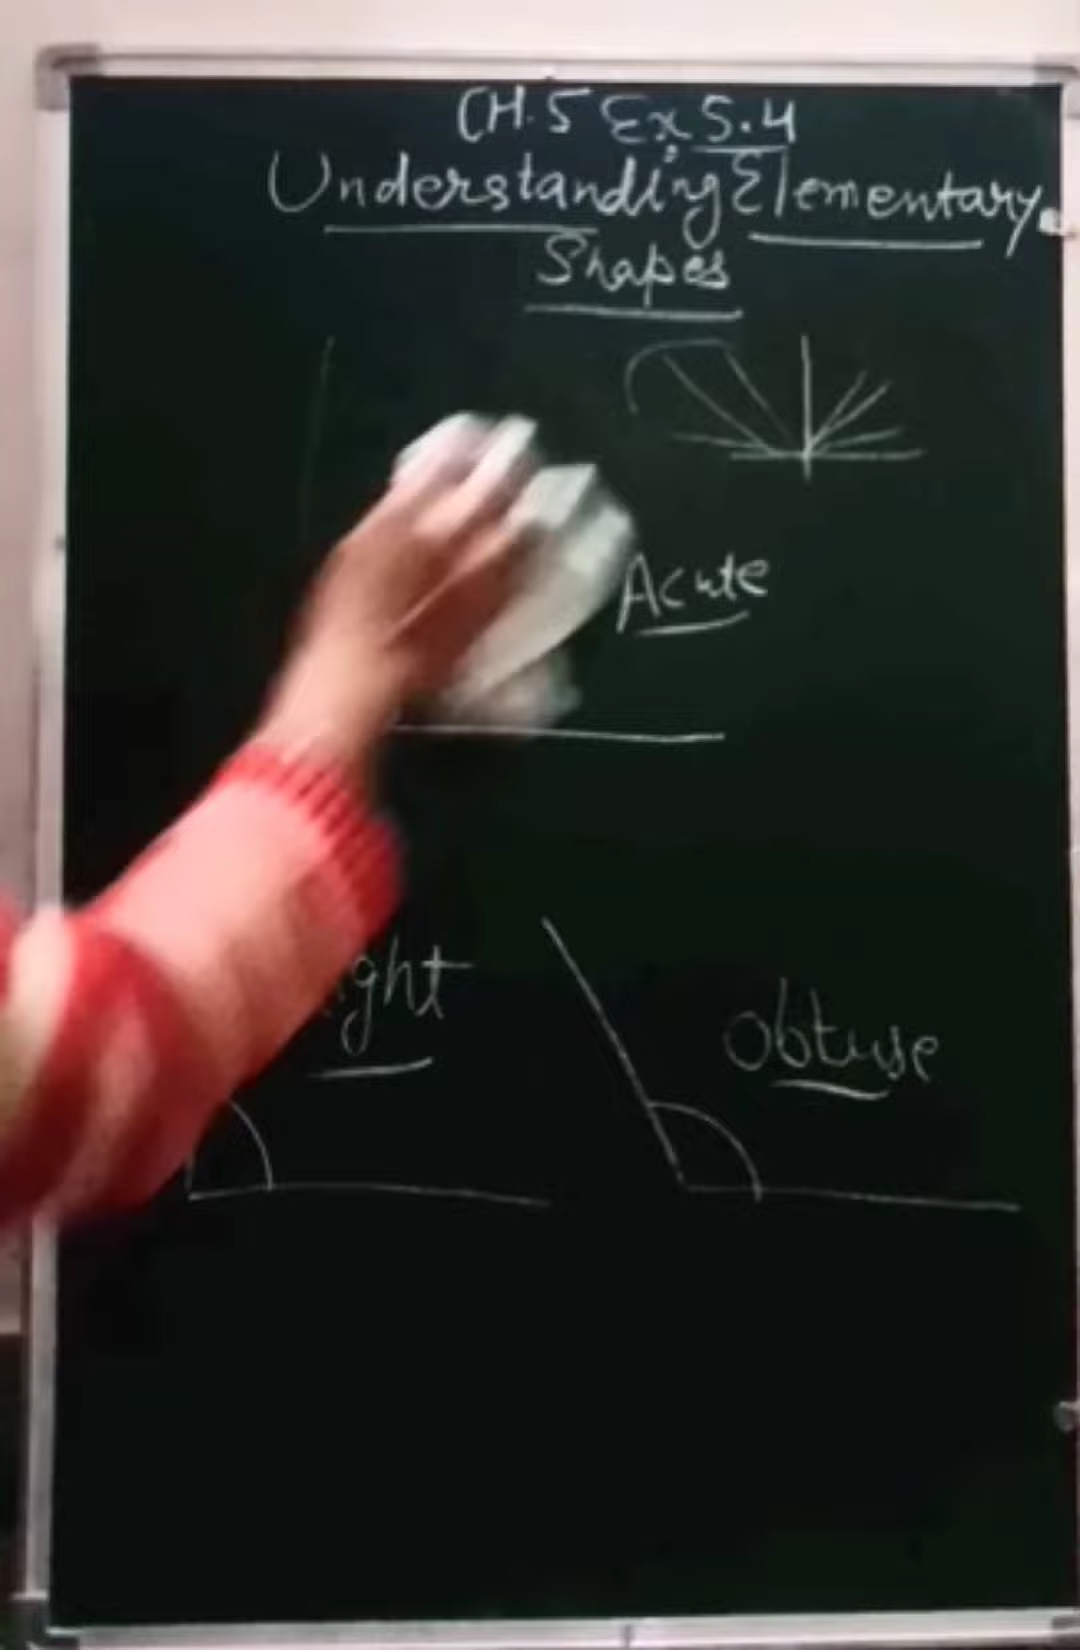 CH.5 Ex 5.4
Understanding Elementary
Shapes
Acute
ght
Obtuse